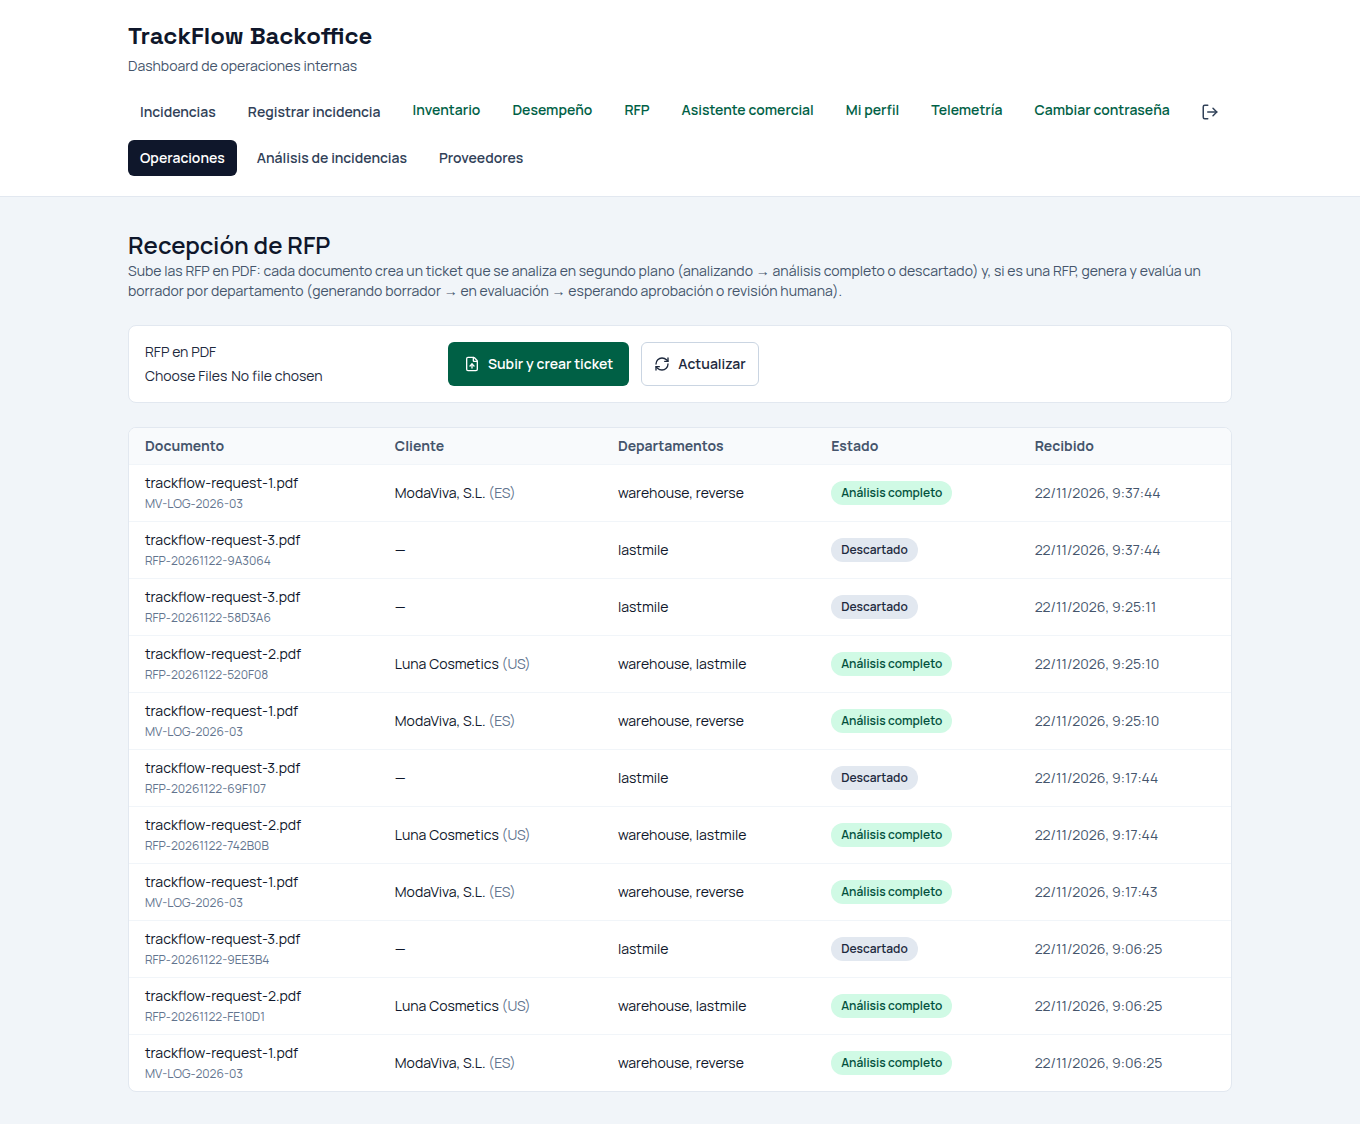 TrackFlow Backoffice
Dashboard de operaciones internas
Incidencias Registrar incidencia Inventario Desempeño RFP Asistente comercial Mi perfil Telemetría Cambiar contraseña
Operaciones Análisis de incidencias Proveedores
Recepción de RFP
Sube las RFP en PDF: cada documento crea un ticket que se analiza en segundo plano (analizando → análisis completo o descartado) y, si es una RFP, genera y evalúa un
borrador por departamento (generando borrador → en evaluación → esperando aprobación o revisión humana).
RFP en PDF
Choose Files No file chosen
Subir y crear ticket
Actualizar
Documento Cliente Departamentos Estado Recibido
trackflow-request-1.pdf
MV-LOG-2026-03
ModaViva, S.L. (ES) warehouse, reverse Análisis completo 22/11/2026, 9:37:44
trackflow-request-3.pdf
RFP-20261122-9A3064
— lastmile Descartado 22/11/2026, 9:37:44
trackflow-request-3.pdf
RFP-20261122-58D3A6
— lastmile Descartado 22/11/2026, 9:25:11
trackflow-request-2.pdf
RFP-20261122-520F08
Luna Cosmetics (US) warehouse, lastmile Análisis completo 22/11/2026, 9:25:10
trackflow-request-1.pdf
MV-LOG-2026-03
ModaViva, S.L. (ES) warehouse, reverse Análisis completo 22/11/2026, 9:25:10
trackflow-request-3.pdf
RFP-20261122-69F107
— lastmile Descartado 22/11/2026, 9:17:44
trackflow-request-2.pdf
RFP-20261122-742B0B
Luna Cosmetics (US) warehouse, lastmile Análisis completo 22/11/2026, 9:17:44
trackflow-request-1.pdf
MV-LOG-2026-03
ModaViva, S.L. (ES) warehouse, reverse Análisis completo 22/11/2026, 9:17:43
trackflow-request-3.pdf
RFP-20261122-9EE3B4
— lastmile Descartado 22/11/2026, 9:06:25
trackflow-request-2.pdf
RFP-20261122-FE10D1
Luna Cosmetics (US) warehouse, lastmile Análisis completo 22/11/2026, 9:06:25
trackflow-request-1.pdf
MV-LOG-2026-03
ModaViva, S.L. (ES) warehouse, reverse Análisis completo 22/11/2026, 9:06:25